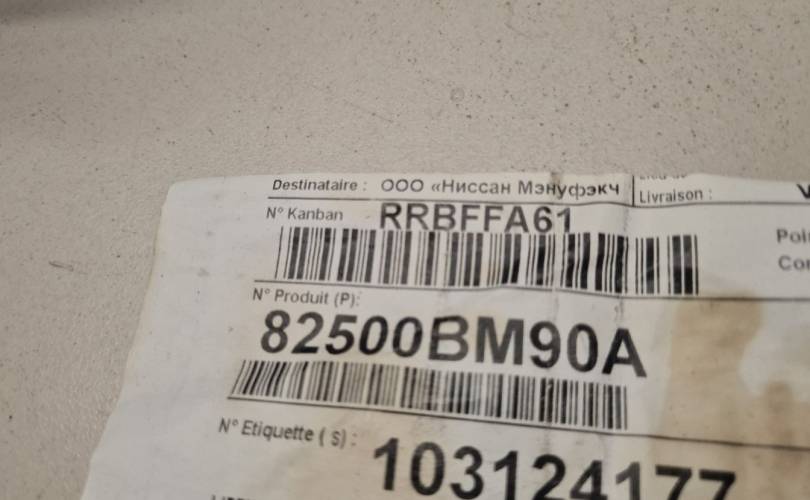 Destinataire : ООО «Ниссан Мэнуфэкч
Livraison :
N° Kanban RRBFFA61
N° Produit (P):
82500BM90A
N° Etiquette ( s) :
103124177